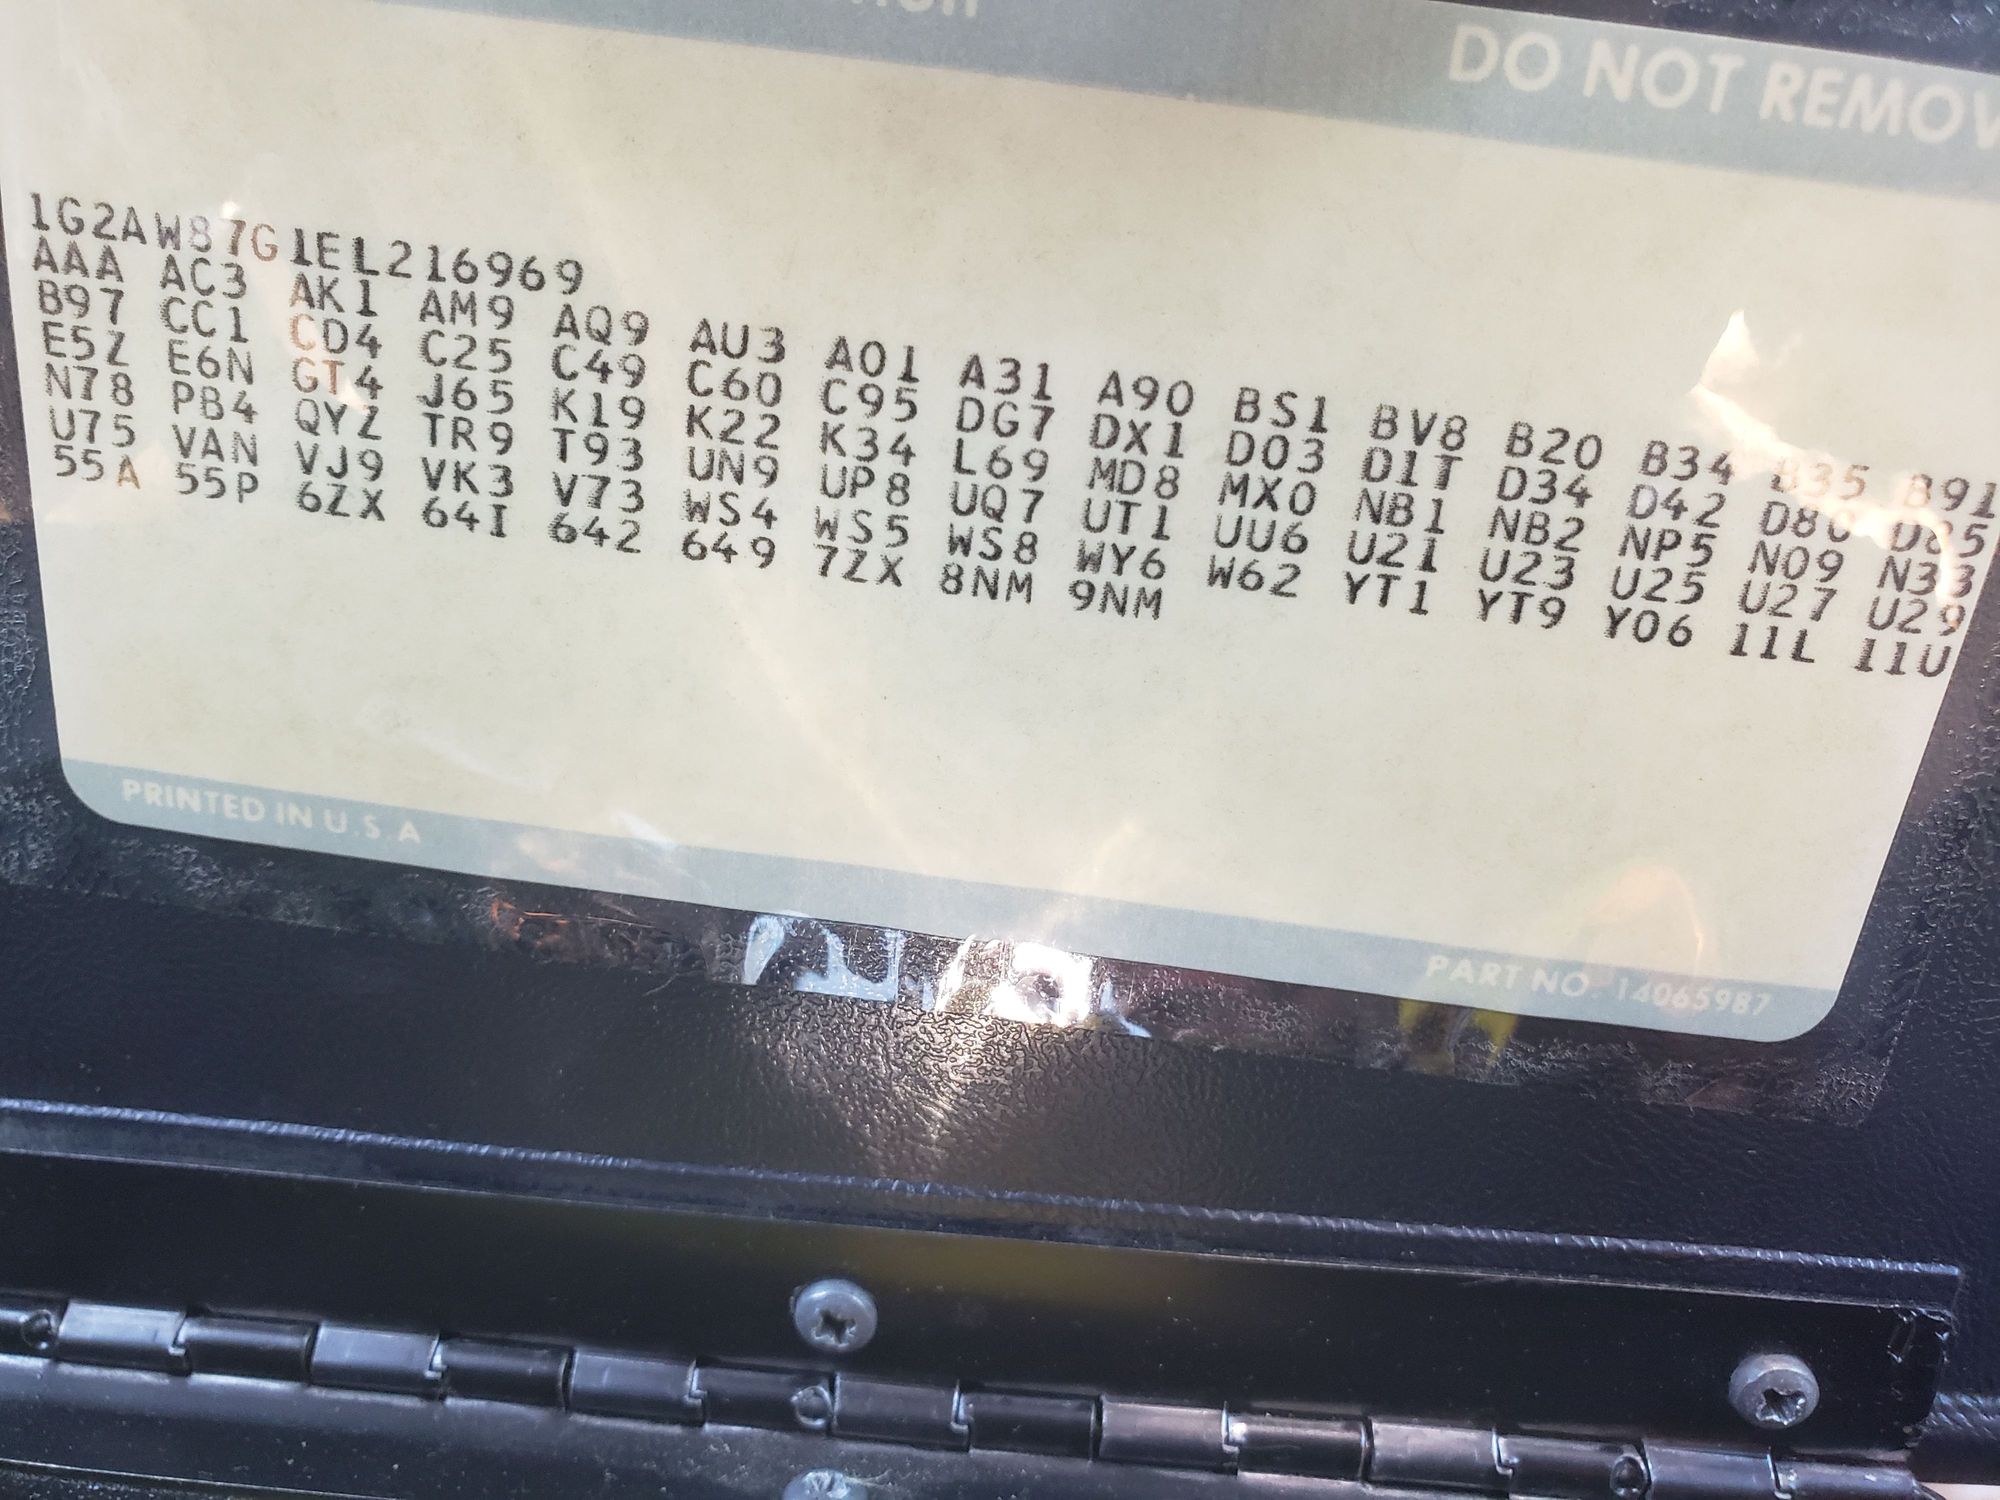 DO NOT REMOV
1G2AW87G1EL216969
AAA AC3 AK1 AM9 AQ9 AU3 A01 A31 A90 BS1 BV8 B20 B34 B35 B91
B97 CC1 CD4 C25 C49 C60 C95 DG7 DX1 D03 D1T D34 D42 D80 D85
E5Z E6N GT4 J65 K19 K22 K34 L69 MD8 MX0 NB1 NB2 NP5 N09 N33
N78 PB4 QYZ TR9 T93 UN9 UP8 UQ7 UT1 UU6 U21 U23 U25 U27 U29
U75 VAN VJ9 VK3 V73 WS4 WS5 WS8 WY6 W62 YT1 YT9 Y06 11L 11U
55A 55P 6ZX 64I 642 649 7ZX 8NM 9NM
PRINTED IN U.S.A
PART NO. 14065987